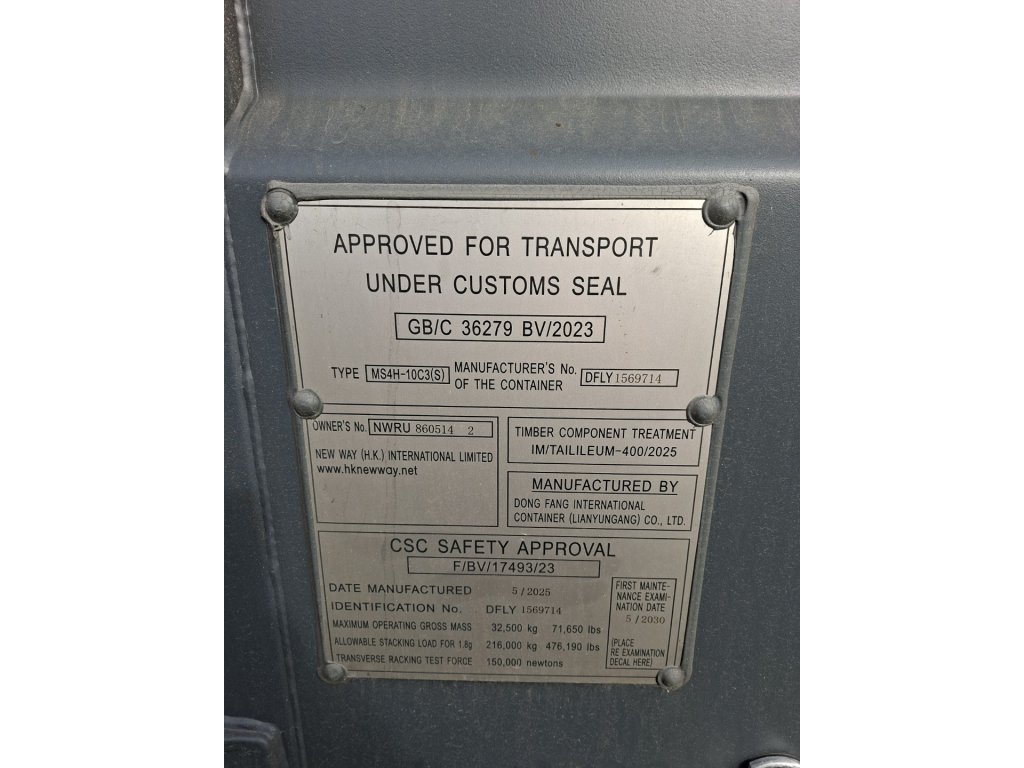 APPROVED FOR TRANSPORT
UNDER CUSTOMS SEAL
GB/C 36279 BV/2023
TYPE MS4H-10C3(S) MANUFACTURER'S No. OF THE CONTAINER DFLY 1569714
OWNER'S No. NWRU 860514 2
NEW WAY (H.K.) INTERNATIONAL LIMITED
www.hknewway.net
TIMBER COMPONENT TREATMENT
IM/TAILILEUM-400/2025
MANUFACTURED BY
DONG FANG INTERNATIONAL
CONTAINER (LIANYUNGANG) CO., LTD.
CSC SAFETY APPROVAL
F/BV/17493/23
DATE MANUFACTURED 5/2025
IDENTIFICATION No. DFLY 1569714
MAXIMUM OPERATING GROSS MASS 32,500 kg 71,650 lbs
ALLOWABLE STACKING LOAD FOR 1.8g 216,000 kg 476,190 lbs
TRANSVERSE RACKING TEST FORCE 150,000 newtons
FIRST MAINTE-
NANCE EXAMI-
NATION DATE
5/2030
(PLACE
RE EXAMINATION
DECAL HERE)